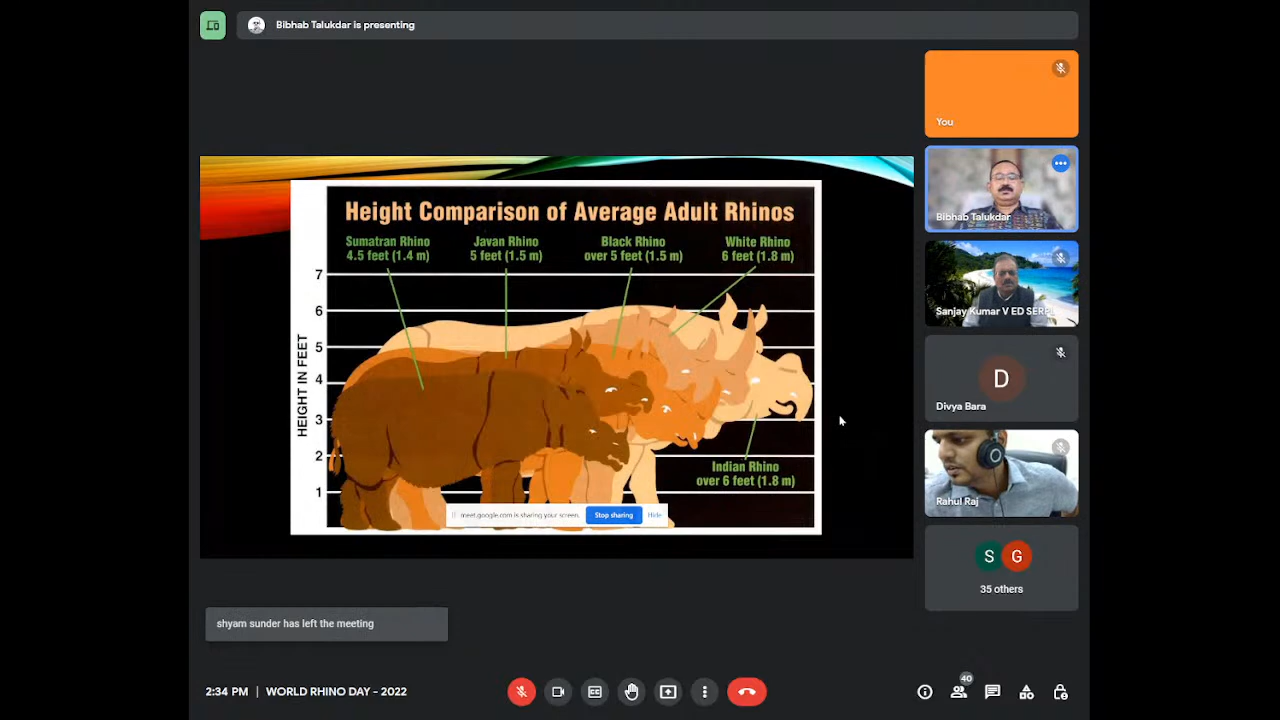 Bibhab Talukdar is presenting
You
Bibhab Talukdar
Sanjay Kumar V ED SERPL
D
Divya Bara
Rahul Raj
S G
35 others
Height Comparison of Average Adult Rhinos
Sumatran Rhino
4.5 feet (1.4 m)
Javan Rhino
5 feet (1.5 m)
Black Rhino
over 5 feet (1.5 m)
White Rhino
6 feet (1.8 m)
HEIGHT IN FEET
7
6
5
4
3
2
1
Indian Rhino
over 6 feet (1.8 m)
meet.google.com is sharing your screen.
Stop sharing
Hide
shyam sunder has left the meeting
2:34 PM | WORLD RHINO DAY - 2022
40